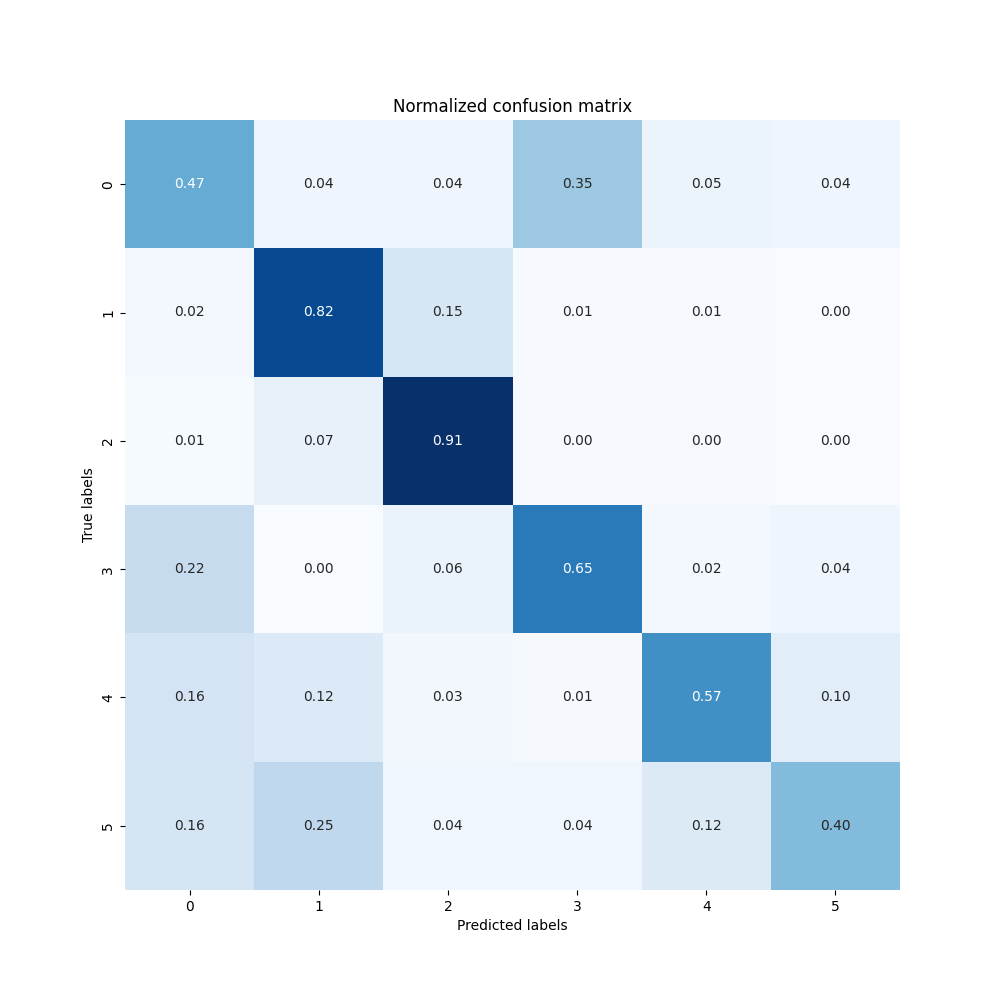 Normalized confusion matrix
0 0.47 0.04 0.04 0.35 0.05 0.04
1 0.02 0.82 0.15 0.01 0.01 0.00
2 0.01 0.07 0.91 0.00 0.00 0.00
True labels
3 0.22 0.00 0.06 0.65 0.02 0.04
4 0.16 0.12 0.03 0.01 0.57 0.10
5 0.16 0.25 0.04 0.04 0.12 0.40
0 1 2 3 4 5
Predicted labels